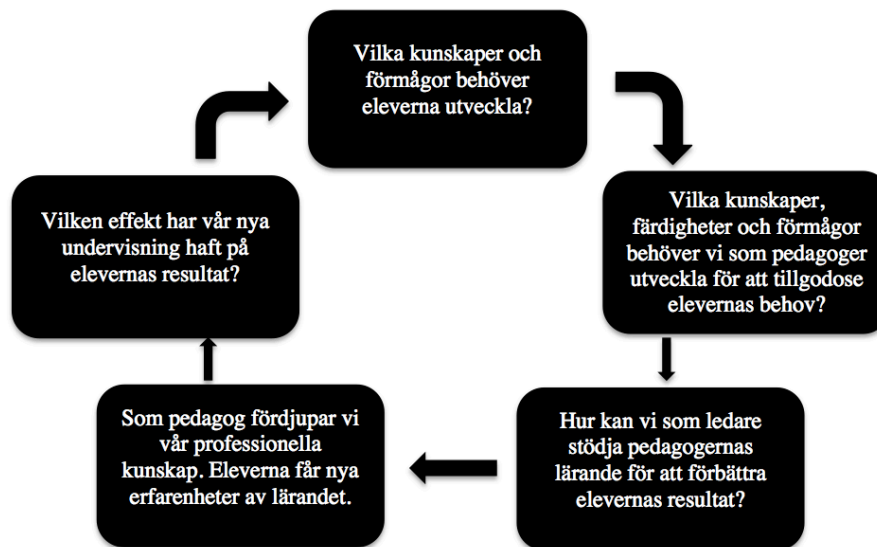 Vilka kunskaper och
förmågor behöver
eleverna utveckla?
Vilka kunskaper,
färdigheter och förmågor
behöver vi som pedagoger
utveckla för att tillgodose
elevernas behov?
Hur kan vi som ledare
stödja pedagogernas
lärande för att förbättra
elevernas resultat?
Som pedagog fördjupar vi
vår professionella
kunskap. Eleverna får nya
erfarenheter av lärandet.
Vilken effekt har vår nya
undervisning haft på
elevernas resultat?